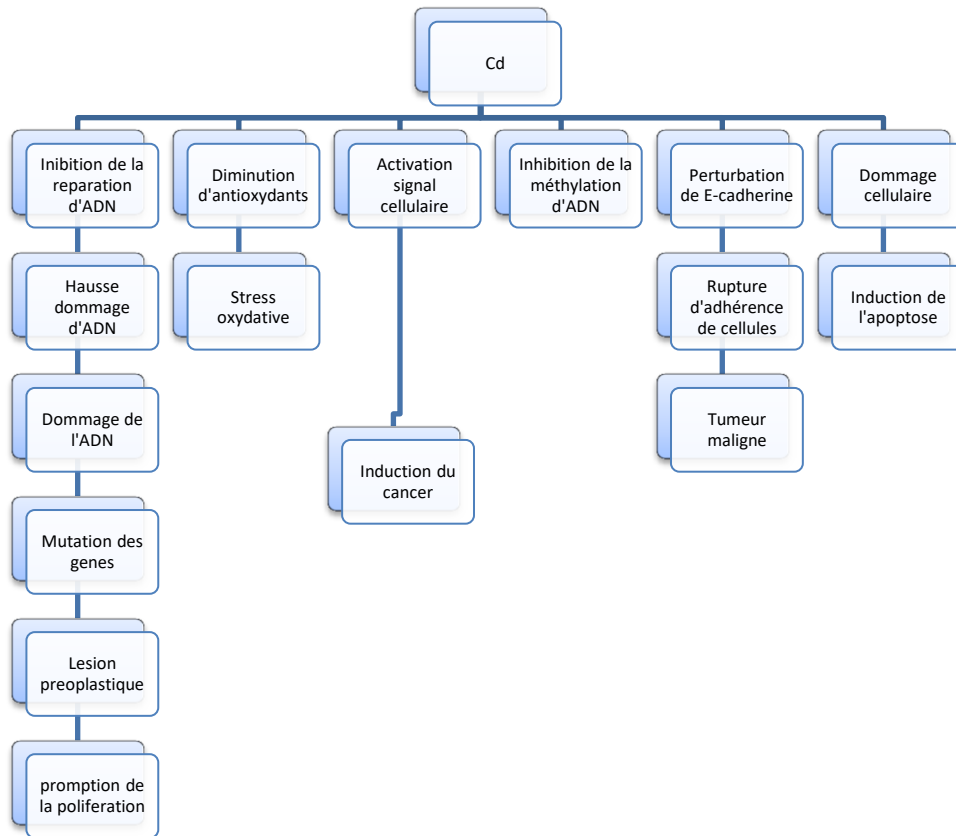 Cd
Inibition de la
reparation
d'ADN
Diminution
d'antioxydants
Activation
signal
cellulaire
Inhibition de la
méthylation
d'ADN
Perturbation
de E-cadherine
Dommage
cellulaire
Hausse
dommage
d'ADN
Stress
oxydative
Rupture
d'adhérence
de cellules
Induction de
l'apoptose
Dommage de
l'ADN
Induction du
cancer
Tumeur
maligne
Mutation des
genes
Lesion
preoplastique
promption de
la poliferation